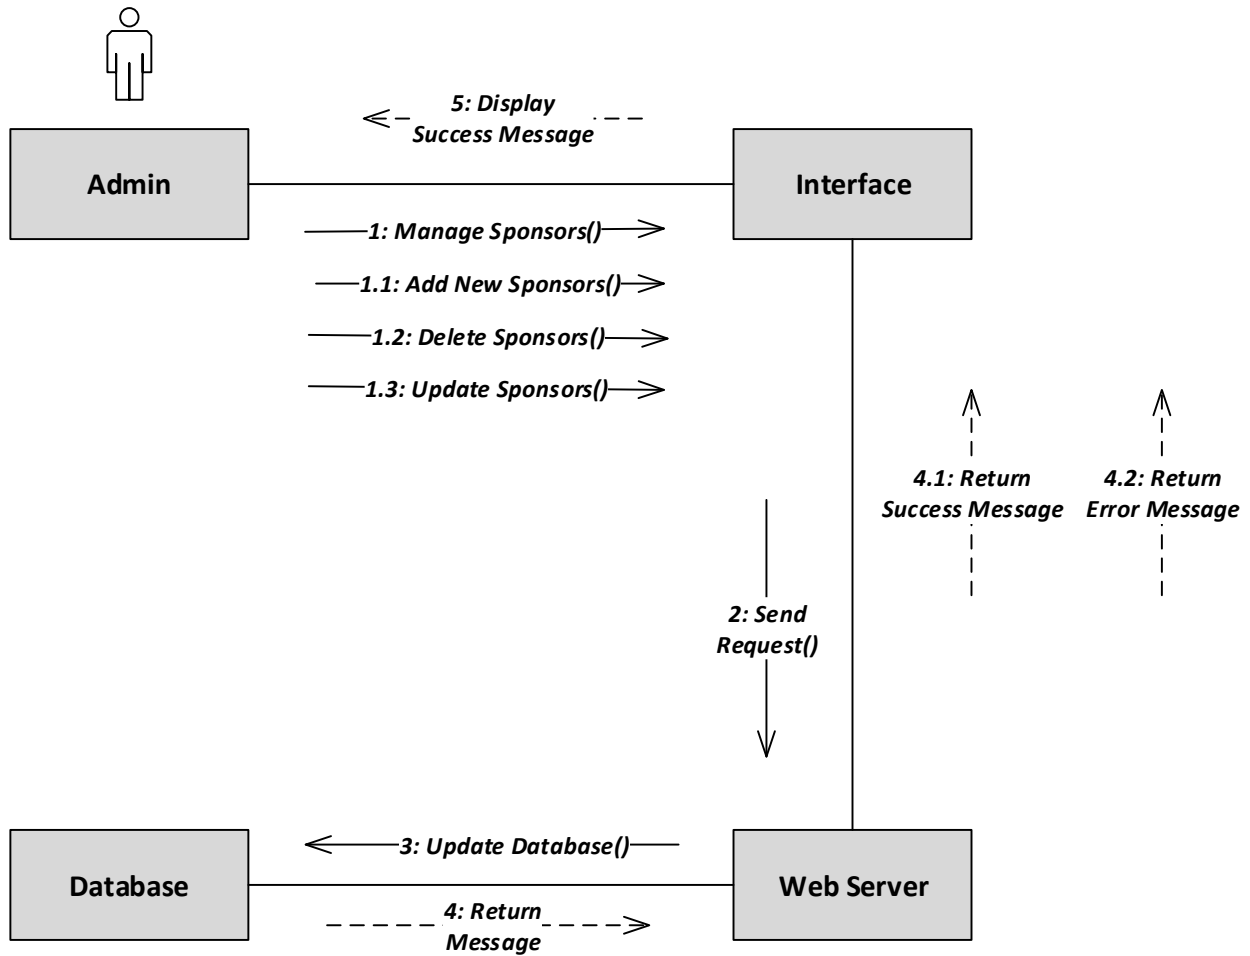 5: Display
Success Message
Admin
Interface
1: Manage Sponsors()
1.1: Add New Sponsors()
1.2: Delete Sponsors()
1.3: Update Sponsors()
4.1: Return
Success Message
4.2: Return
Error Message
2: Send
Request()
3: Update Database()
Database
Web Server
4: Return
Message